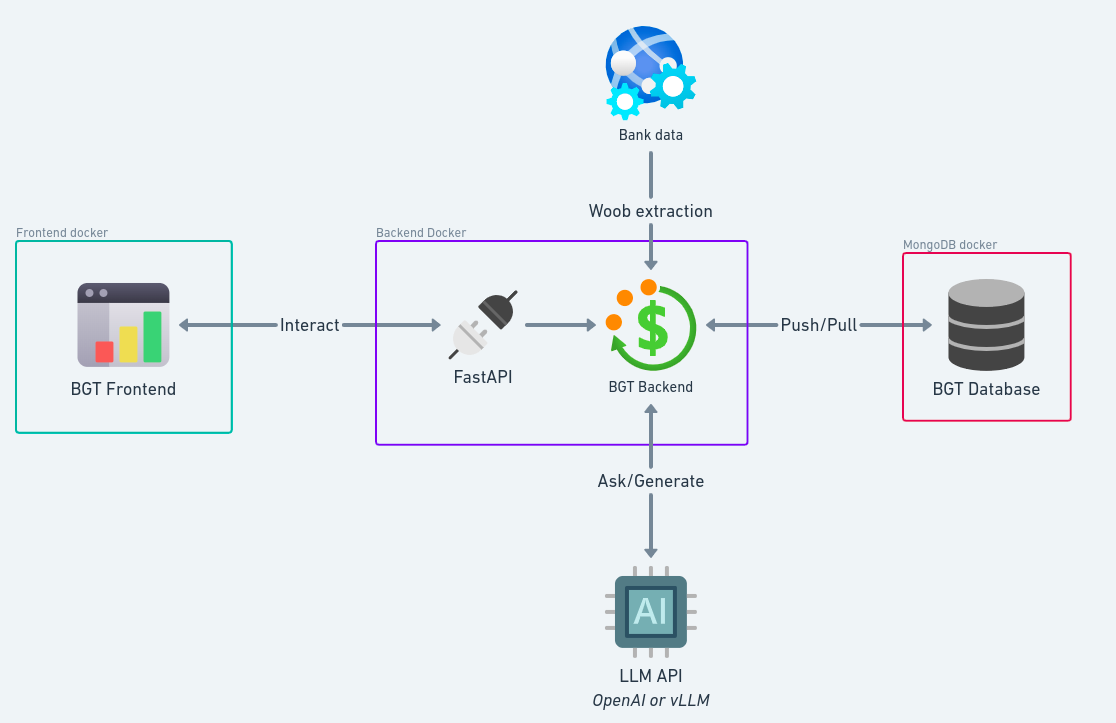 Bank data
Woob extraction
Frontend docker
Backend Docker
MongoDB docker
Interact
Push/Pull
$
FastAPI
BGT Frontend
BGT Backend
BGT Database
Ask/Generate
AI
LLM API
OpenAI or vLLM